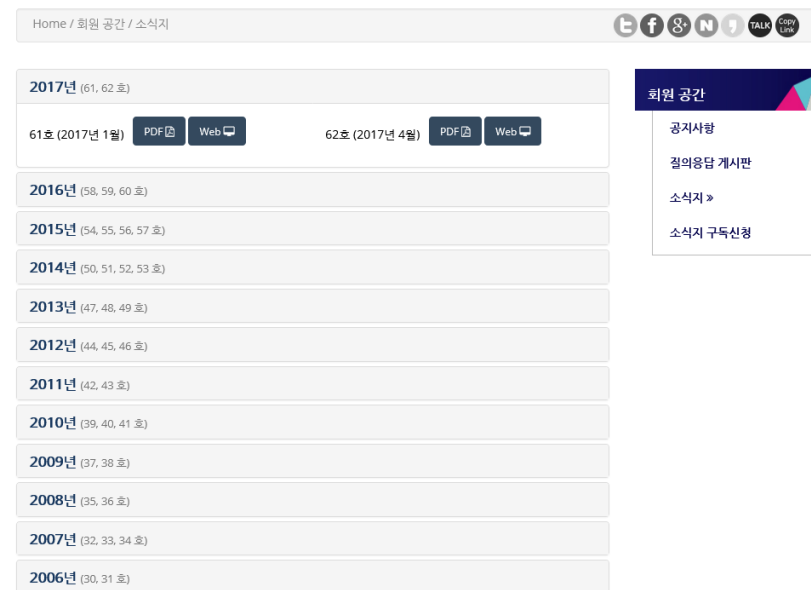 Home / 회원 공간 / 소식지
TALK
Copy Link
2017년 (61, 62 호)
61호 (2017년 1월) PDF Web
62호 (2017년 4월) PDF Web
2016년 (58, 59, 60 호)
2015년 (54, 55, 56, 57 호)
2014년 (50, 51, 52, 53 호)
2013년 (47, 48, 49 호)
2012년 (44, 45, 46 호)
2011년 (42, 43 호)
2010년 (39, 40, 41 호)
2009년 (37, 38 호)
2008년 (35, 36 호)
2007년 (32, 33, 34 호)
2006년 (30, 31 호)
회원 공간
공지사항
질의응답 게시판
소식지 »
소식지 구독신청